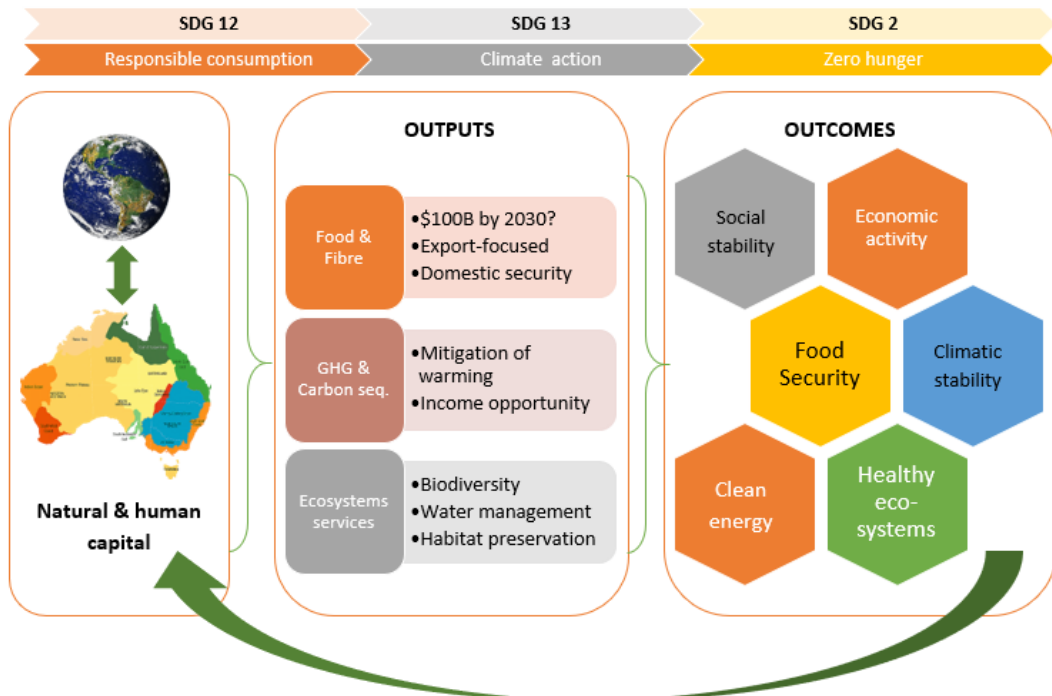 SDG 12
SDG 13
SDG 2
Responsible consumption
Climate action
Zero hunger
Natural & human
capital
OUTPUTS
Food &
Fibre
•$100B by 2030?
•Export-focused
•Domestic security
GHG &
Carbon seq.
•Mitigation of
warming
•Income opportunity
Ecosystems
services
•Biodiversity
•Water management
•Habitat preservation
OUTCOMES
Social
stability
Economic
activity
Food
Security
Climatic
stability
Clean
energy
Healthy
eco-
systems